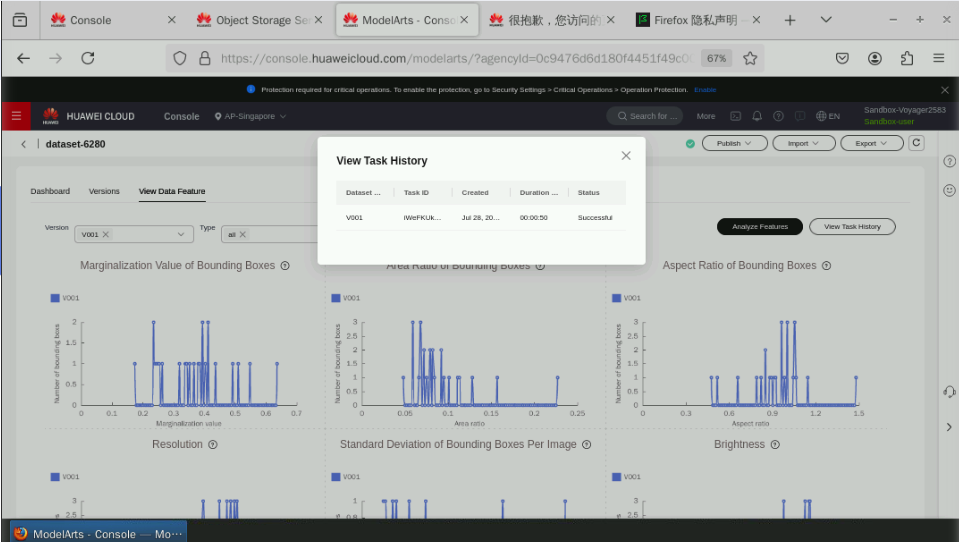 Console
Object Storage Ser
ModelArts - Conso
很抱歉，您访问的
Firefox 隐私声明
https://console.huaweicloud.com/modelarts/?agencyId=0c9476d6d180f4451f49c0
67%
Protection required for critical operations. To enable the protection, go to Security Settings > Critical Operations > Operation Protection. Enable
HUAWEI
HUAWEI CLOUD
Console
AP-Singapore
Search for ...
More
EN
Sandbox-Voyager2583
Sandbox-user
dataset-6280
Publish
Import
Export
View Task History
Dataset ...
Task ID
Created
Duration ...
Status
V001
iWeFKUk...
Jul 28, 20...
00:00:50
Successful
Dashboard
Versions
View Data Feature
Version
V001
Type
all
Analyze Features
View Task History
Marginalization Value of Bounding Boxes
Area Ratio of Bounding Boxes
Aspect Ratio of Bounding Boxes
V001
V001
V001
Number of bounding boxes
2
1.5
1
0.5
0
0 0.1 0.2 0.3 0.4 0.5 0.6 0.7
Marginalization value
Number of bounding boxes
3
2.5
2
1.5
1
0.5
0
0 0.05 0.1 0.15 0.2 0.25
Area ratio
Number of bounding boxes
3
2.5
2
1.5
1
0.5
0
0 0.3 0.6 0.9 1.2 1.5
Aspect ratio
Resolution
Standard Deviation of Bounding Boxes Per Image
Brightness
V001
V001
V001
3
2.5
1
0.8
3
2.5
ModelArts - Console — Mo···